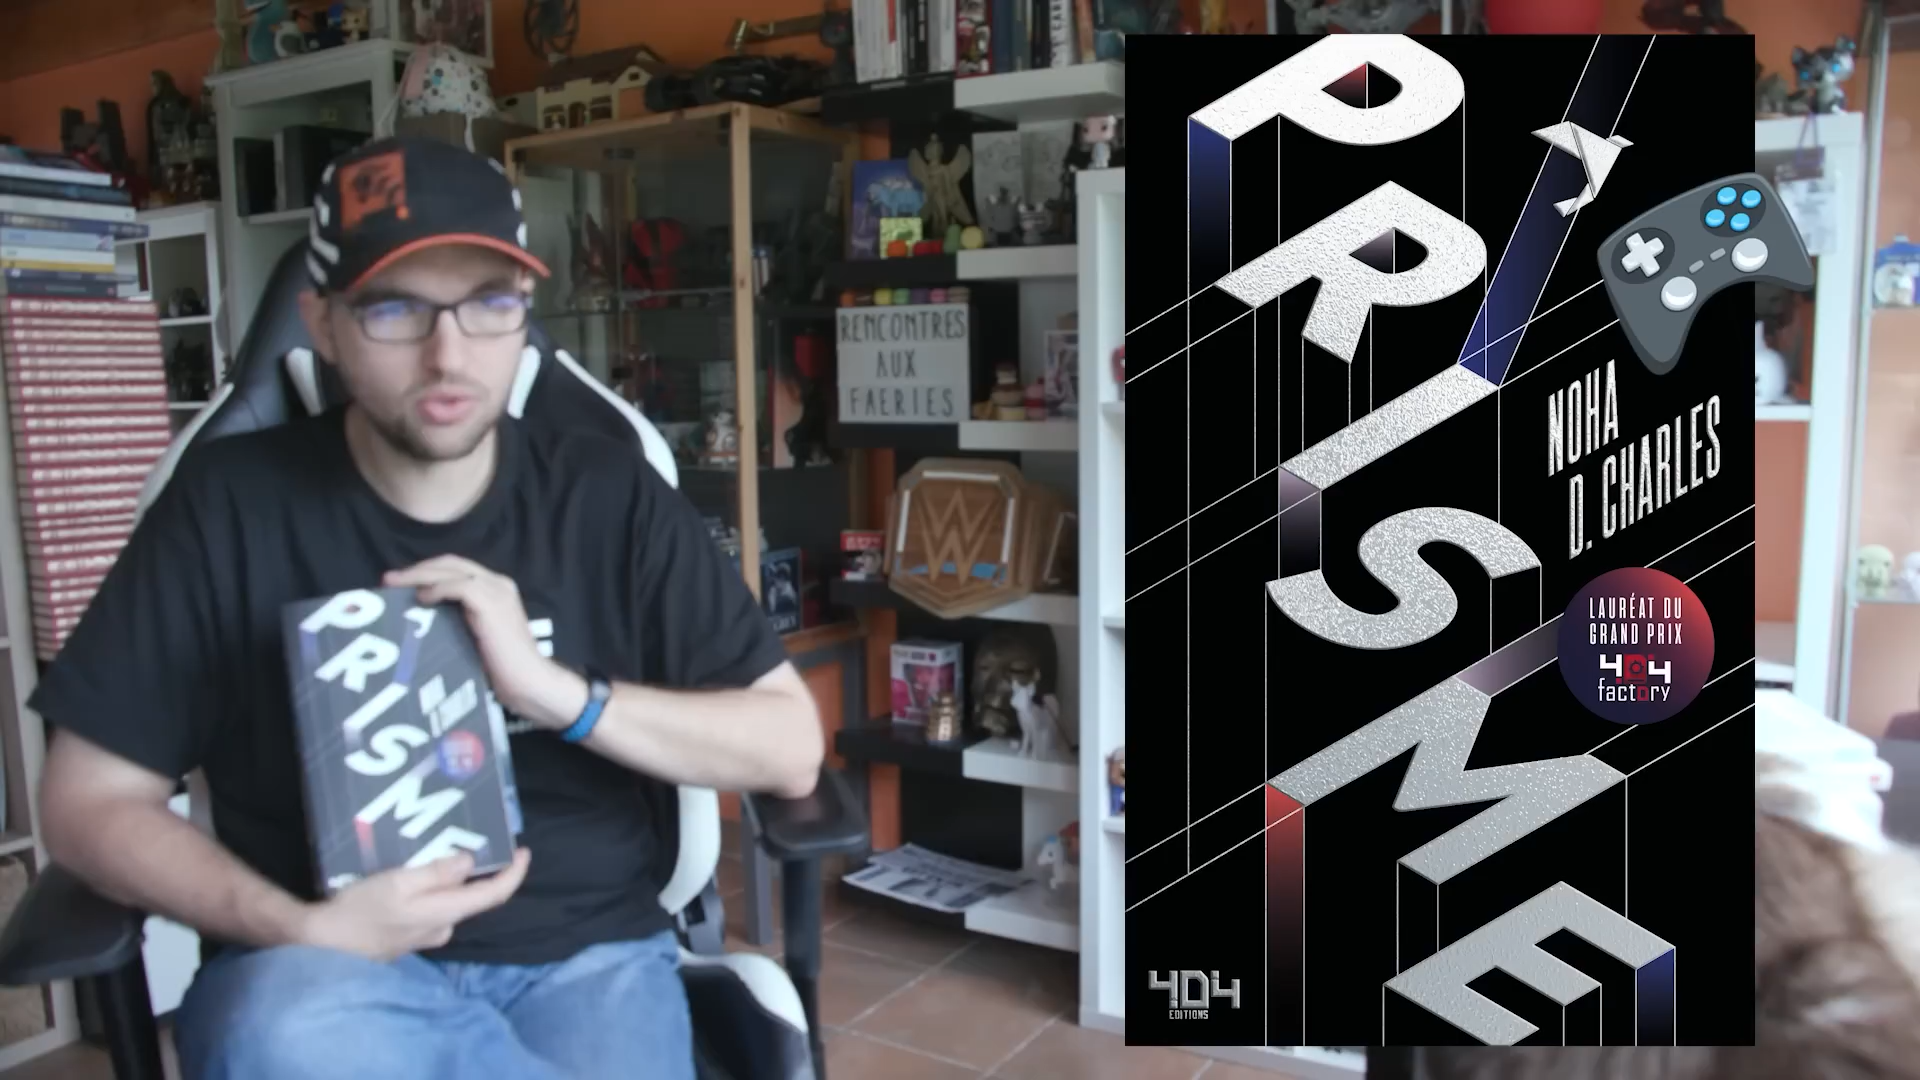 RENCONTRES
AUX
FAERIES
PRISME
PRISME
NOHA
D. CHARLES
LAURÉAT DU
GRAND PRIX
404
factory
404
EDITIONS